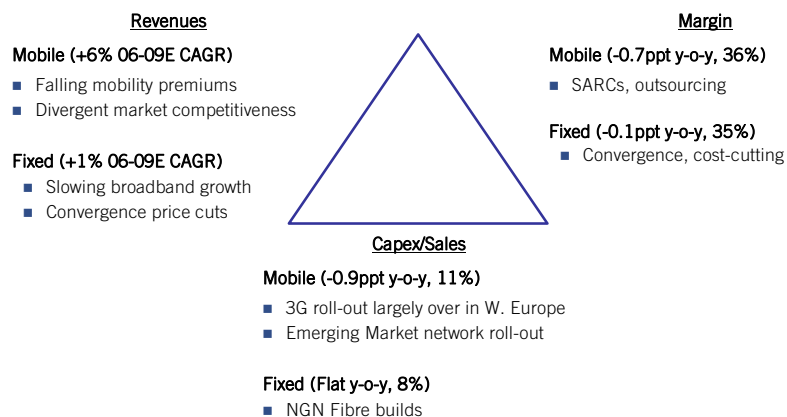 Revenues
Mobile (+6% 06-09E CAGR)
■ Falling mobility premiums
■ Divergent market competitiveness
Fixed (+1% 06-09E CAGR)
■ Slowing broadband growth
■ Convergence price cuts
Margin
Mobile (-0.7ppt y-o-y, 36%)
■ SARCs, outsourcing
Fixed (-0.1ppt y-o-y, 35%)
■ Convergence, cost-cutting
Capex/Sales
Mobile (-0.9ppt y-o-y, 11%)
■ 3G roll-out largely over in W. Europe
■ Emerging Market network roll-out
Fixed (Flat y-o-y, 8%)
■ NGN Fibre builds